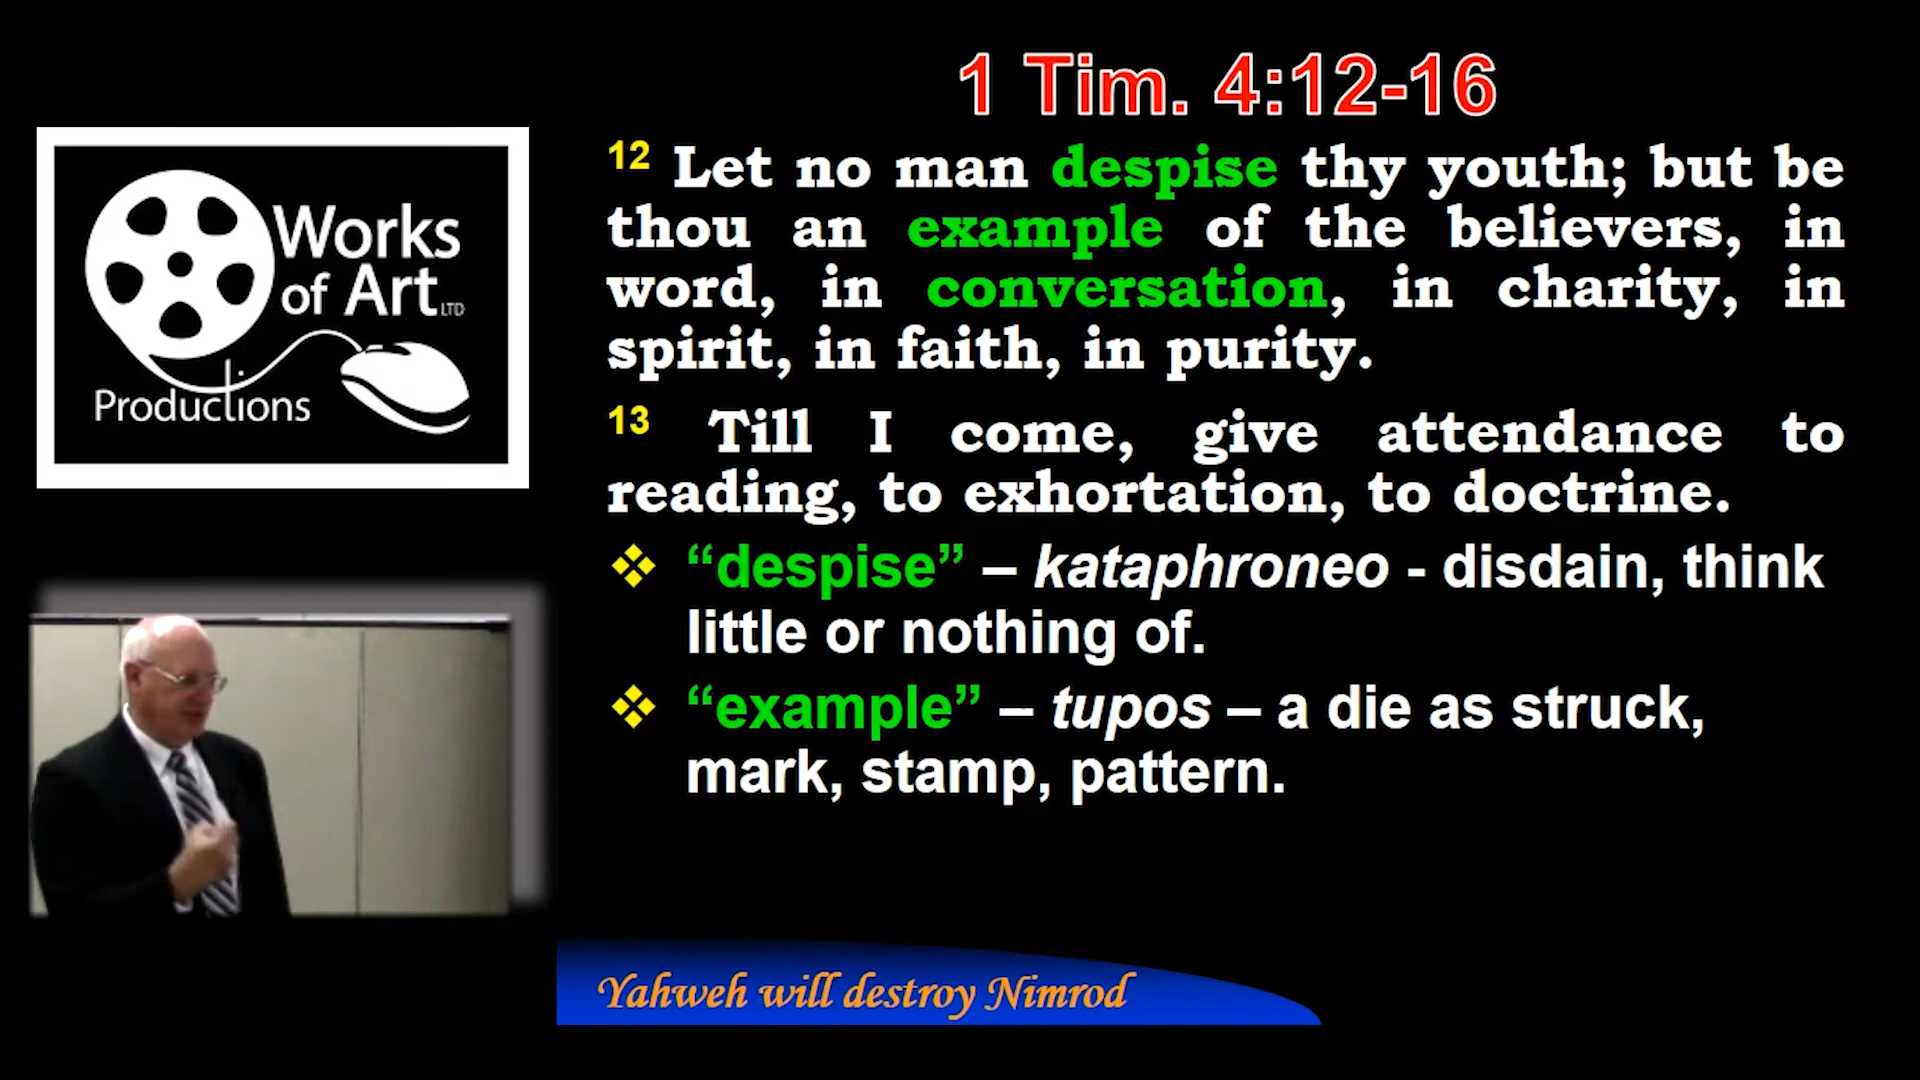 1 Tim. 4:12-16
12 Let no man despise thy youth; but be
thou an example of the believers, in
word, in conversation, in charity, in
spirit, in faith, in purity.
13 Till I come, give attendance to
reading, to exhortation, to doctrine.
❖ “despise” – kataphroneo - disdain, think
little or nothing of.
❖ “example” – tupos – a die as struck,
mark, stamp, pattern.
Yahweh will destroy Nimrod
Works
of Art LTD
Productions